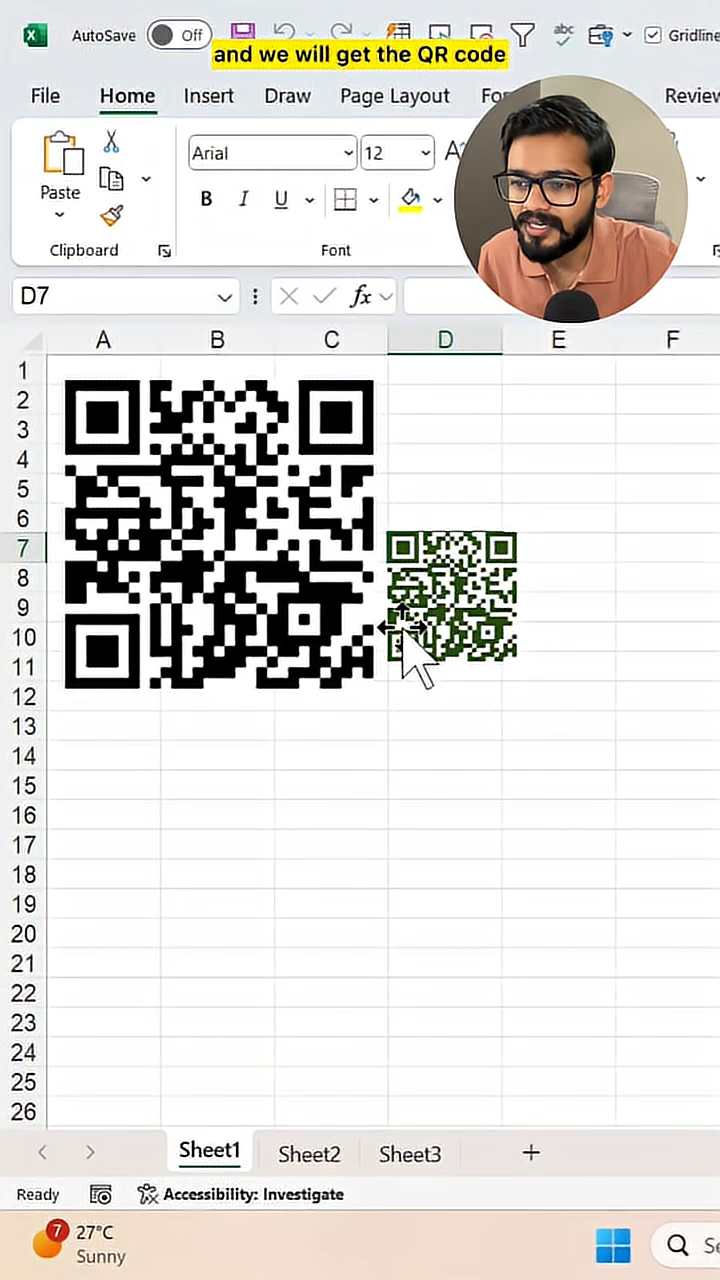 AutoSave Off abc Gridline
and we will get the QR code
File Home Insert Draw Page Layout Review
Arial 12 A
Paste B I U
Clipboard Font
D7 fx
A B C D E F
1
2
3
4
5
6
7
8
9
10
11
12
13
14
15
16
17
18
19
20
21
22
23
24
25
26
Sheet1 Sheet2 Sheet3 +
Ready Accessibility: Investigate
7 27°C
Sunny